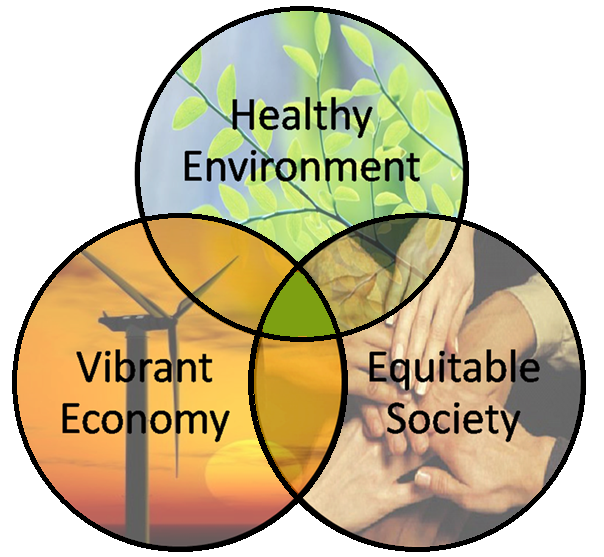 Healthy
Environment
Vibrant
Economy
Equitable
Society